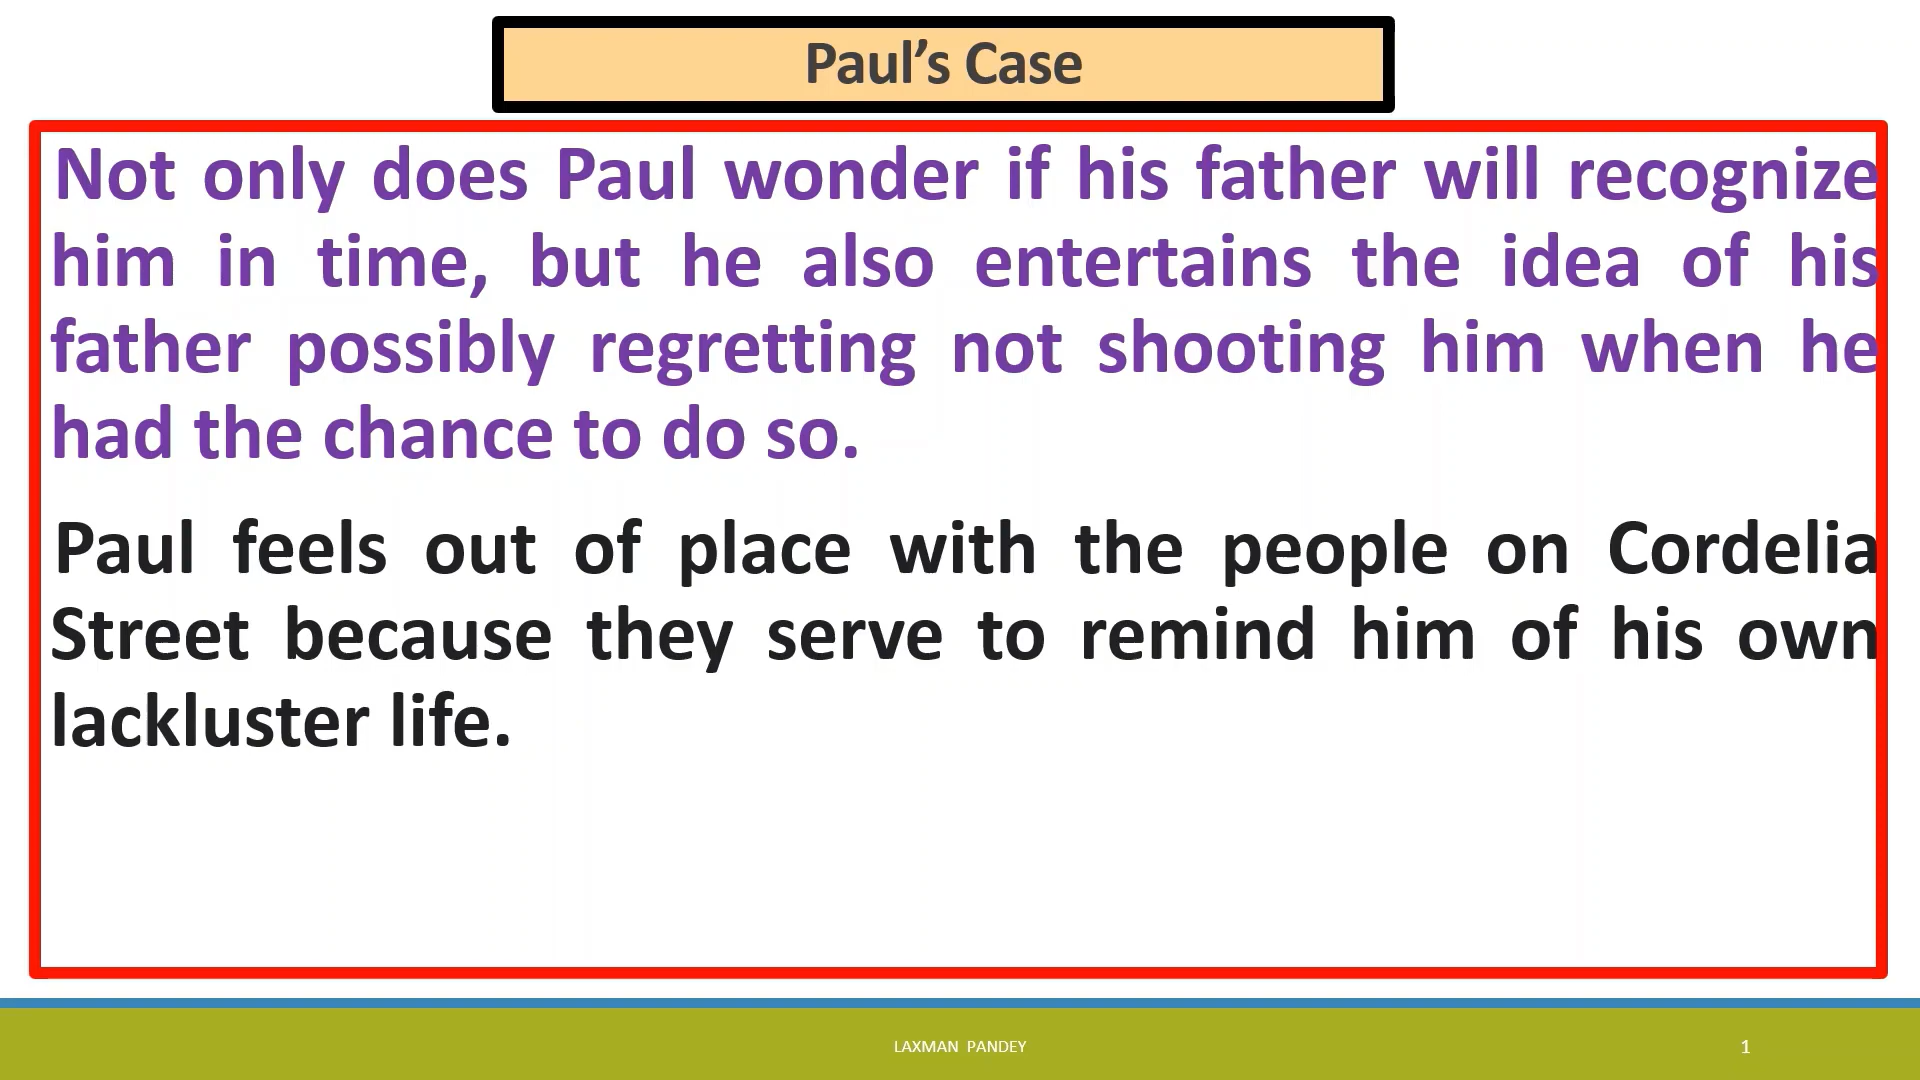 Paul’s Case
Not only does Paul wonder if his father will recognize
him in time, but he also entertains the idea of his
father possibly regretting not shooting him when he
had the chance to do so.
Paul feels out of place with the people on Cordelia
Street because they serve to remind him of his own
lackluster life.
LAXMAN PANDEY
1